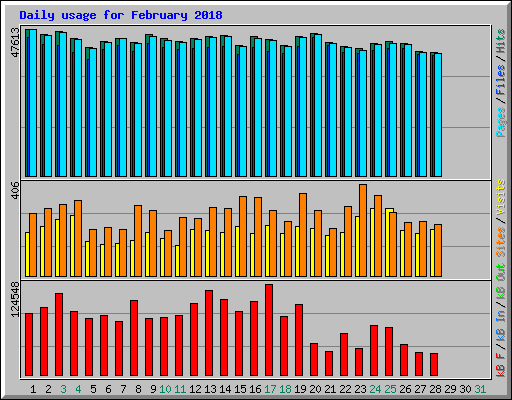 Daily usage for February 2018
47613
Pages / Files / Hits
406
Sites / Visits
124548
kB F / kB In / kB Out
1 2 3 4 5 6 7 8 9 10 11 12 13 14 15 16 17 18 19 20 21 22 23 24 25 26 27 28 29 30 31